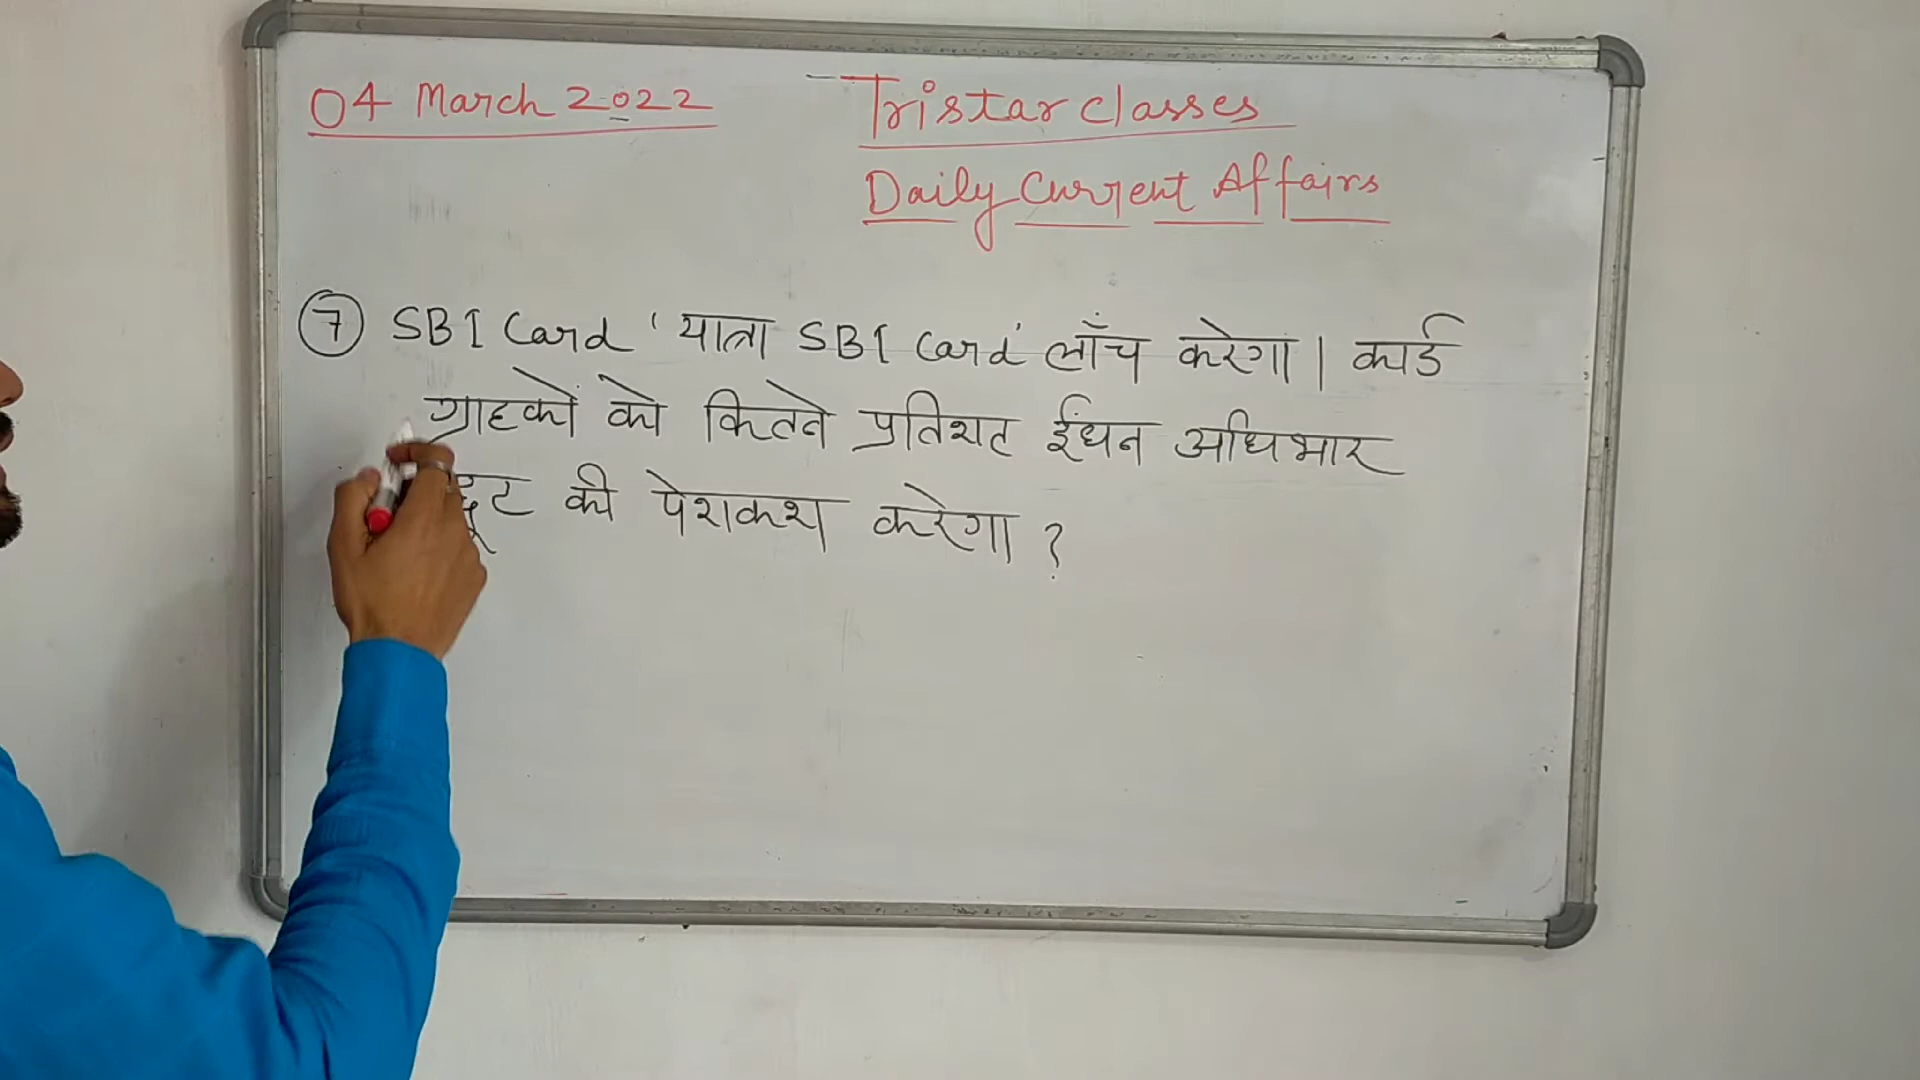 04 March 2022
Tristar classes
Daily Current Affairs
7 SBI Card 'यात्रा SBI Card' लाँच करेगा। कार्ड
ग्राहकों को कितने प्रतिशत ईंधन अधिभार
छूट की पेशकश करेगा ?